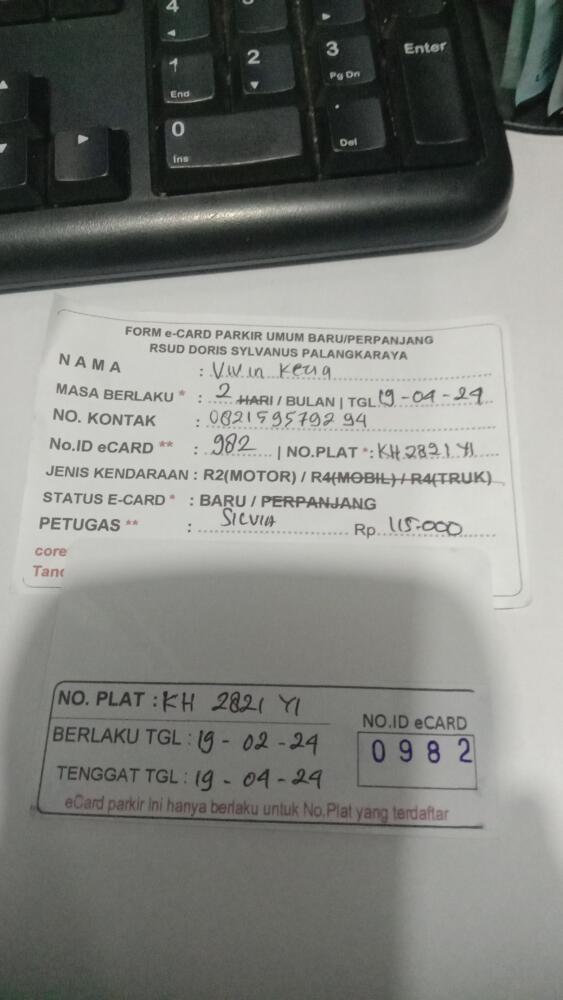 4
1
End
2
3
Pg Dn
Enter
0
Ins
.
Del
FORM e-CARD PARKIR UMUM BARU/PERPANJANG
RSUD DORIS SYLVANUS PALANGKARAYA
NAMA :
MASA BERLAKU * : 2 HARI / BULAN | TGL 19-04-24
NO. KONTAK : 082159579294
No.ID eCARD ** : 982 | NO.PLAT *: KH 2821 YI
JENIS KENDARAAN : R2(MOTOR) / R4(MOBIL) / R4(TRUK)
STATUS E-CARD * : BARU / PERPANJANG
PETUGAS ** : SILVIA Rp. 115.000
core
NO. PLAT : KH 2821 YI
BERLAKU TGL : 19 - 02 - 24
TENGGAT TGL : 19 - 04 - 24
NO.ID eCARD
0982
eCard parkir ini hanya berlaku untuk No.Plat yang terdaftar